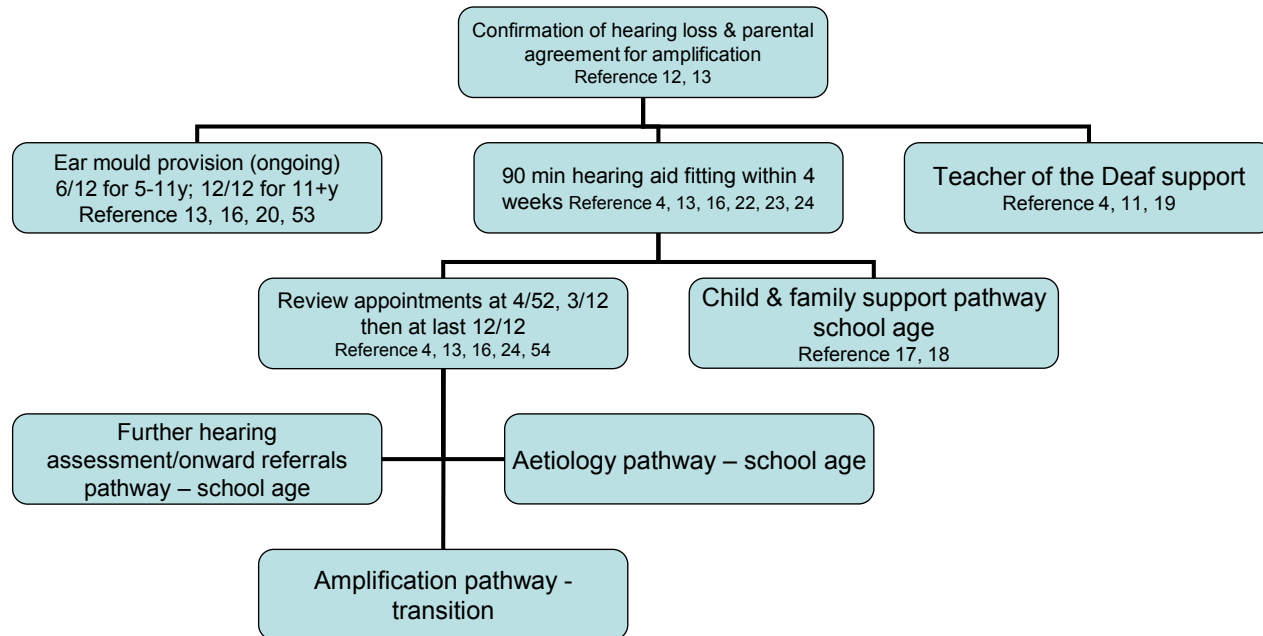 Confirmation of hearing loss & parental
agreement for amplification
Reference 12, 13
Ear mould provision (ongoing)
6/12 for 5-11y; 12/12 for 11+y
Reference 13, 16, 20, 53
90 min hearing aid fitting within 4
weeks Reference 4, 13, 16, 22, 23, 24
Teacher of the Deaf support
Reference 4, 11, 19
Review appointments at 4/52, 3/12
then at last 12/12
Reference 4, 13, 16, 24, 54
Child & family support pathway
school age
Reference 17, 18
Further hearing
assessment/onward referrals
pathway – school age
Aetiology pathway – school age
Amplification pathway -
transition